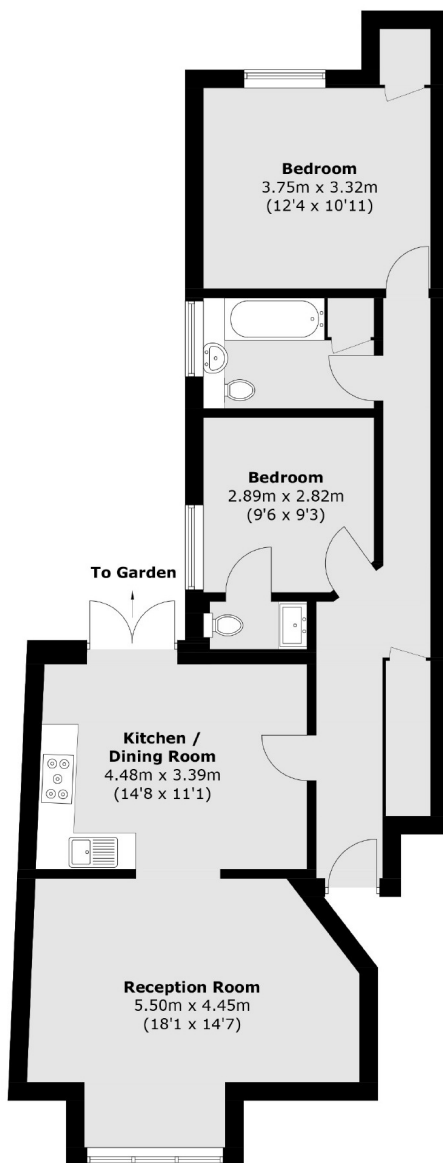 Bedroom
3.75m x 3.32m
(12'4 x 10'11)
Bedroom
2.89m x 2.82m
(9'6 x 9'3)
To Garden
Kitchen /
Dining Room
4.48m x 3.39m
(14'8 x 11'1)
Reception Room
5.50m x 4.45m
(18'1 x 14'7)